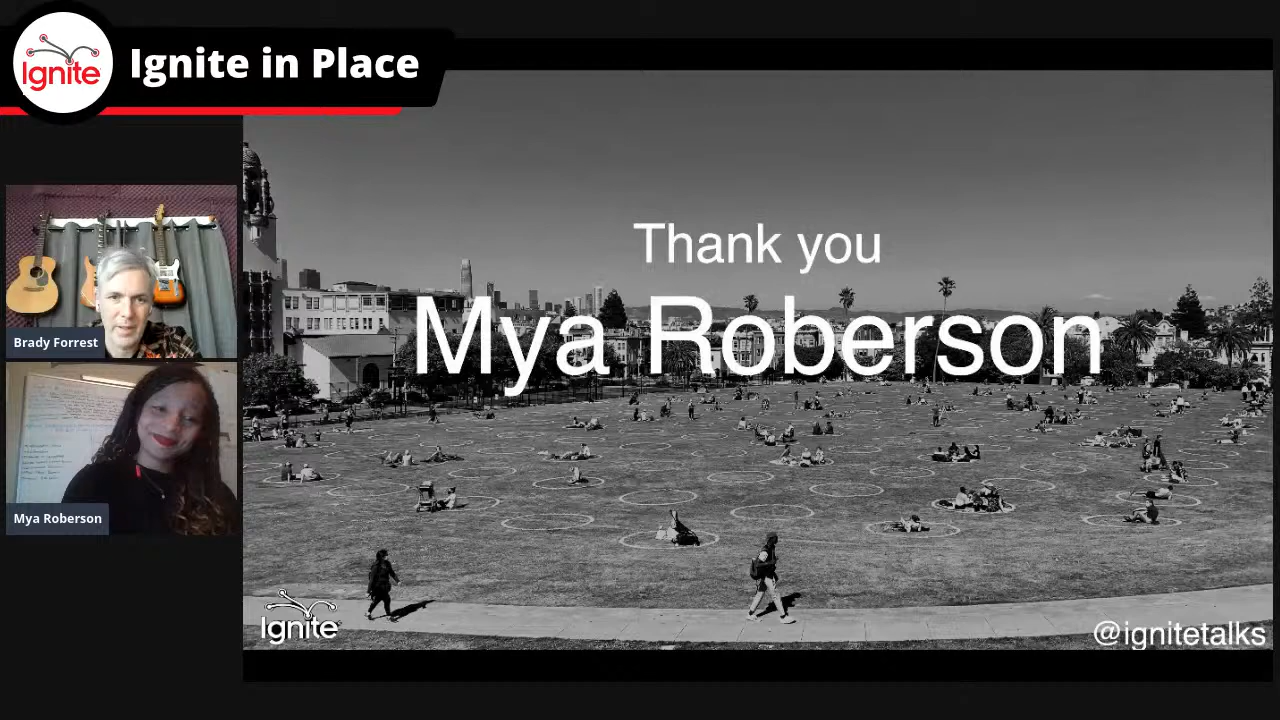 Ignite
Ignite in Place
Thank you
Mya Roberson
Brady Forrest
Mya Roberson
Ignite
@ignitetalks